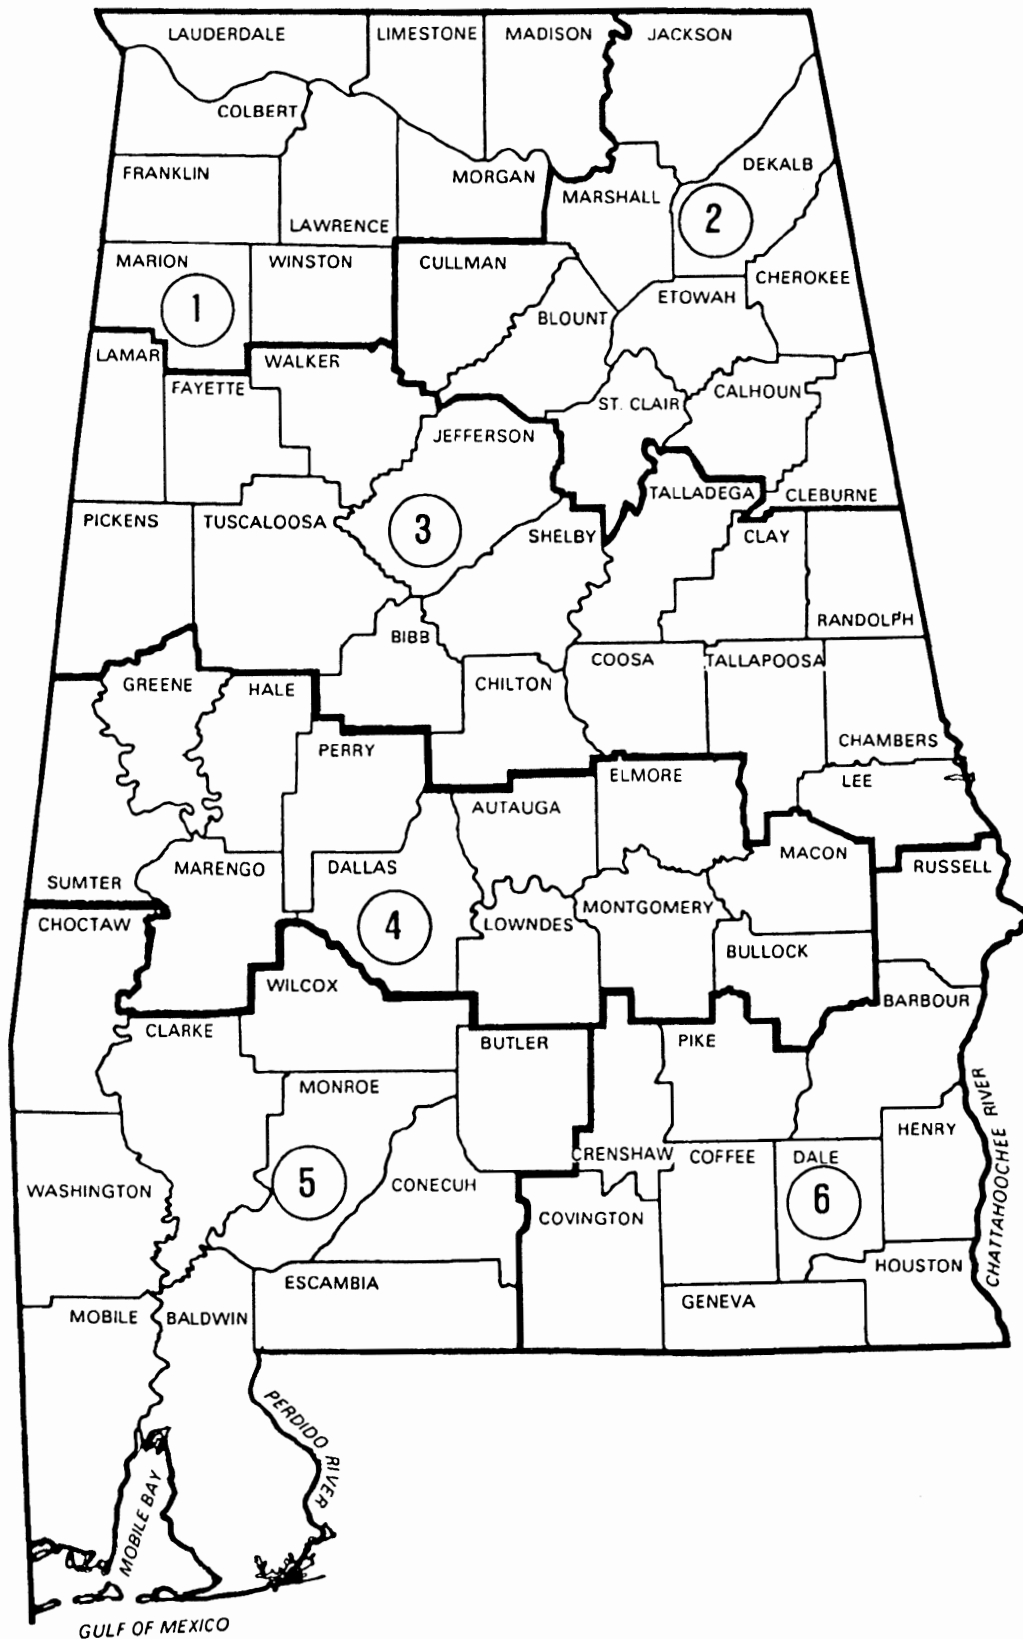 LAUDERDALE
LIMESTONE
MADISON
JACKSON
COLBERT
FRANKLIN
LAWRENCE
MORGAN
MARSHALL
DEKALB
2
MARION
1
WINSTON
CULLMAN
CHEROKEE
ETOWAH
BLOUNT
LAMAR
FAYETTE
WALKER
ST. CLAIR
CALHOUN
JEFFERSON
TALLADEGA
CLEBURNE
PICKENS
TUSCALOOSA
3
SHELBY
CLAY
RANDOLPH
BIBB
GREENE
HALE
CHILTON
COOSA
TALLAPOOSA
CHAMBERS
PERRY
ELMORE
LEE
AUTAUGA
SUMTER
MARENGO
DALLAS
MACON
RUSSELL
CHOCTAW
4
LOWNDES
MONTGOMERY
BULLOCK
WILCOX
BARBOUR
CLARKE
BUTLER
PIKE
MONROE
HENRY
CHATTAHOOCHEE RIVER
WASHINGTON
5
CONECUH
CRENSHAW
COFFEE
DALE
6
COVINGTON
HOUSTON
ESCAMBIA
GENEVA
MOBILE
BALDWIN
PERDIDO RIVER
MOBILE BAY
GULF OF MEXICO